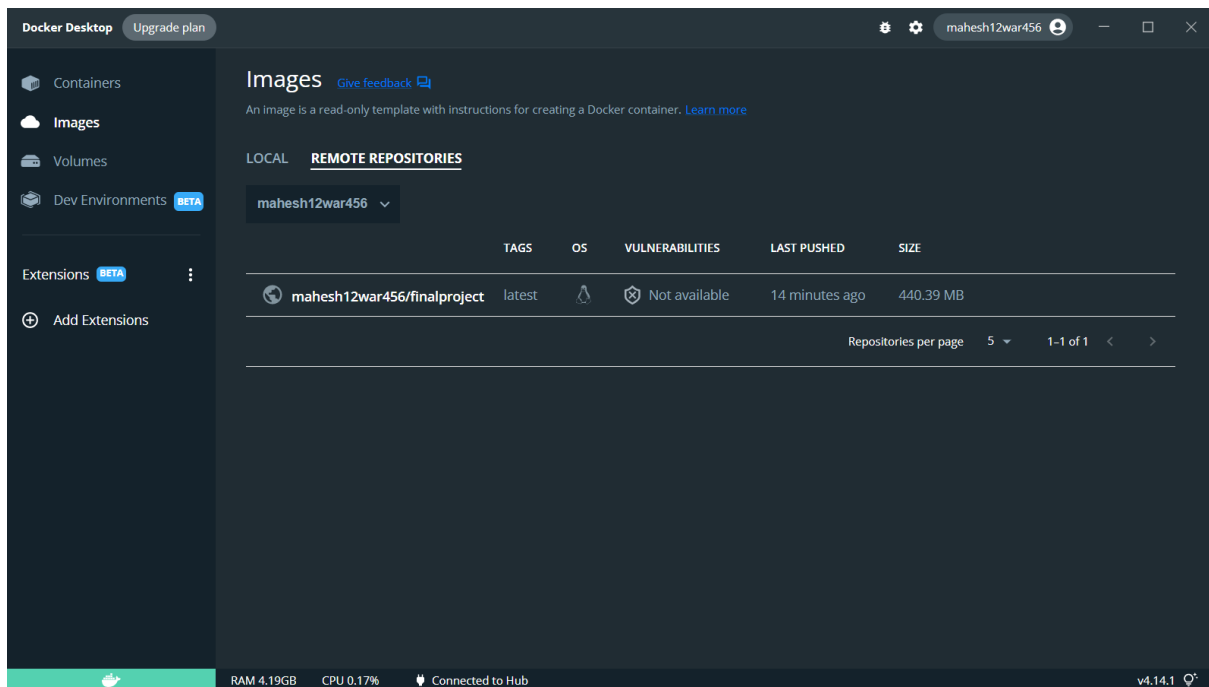 Docker Desktop Upgrade plan mahesh12war456
Containers
Images
Volumes
Dev Environments BETA
Extensions BETA
Add Extensions
Images Give feedback
An image is a read-only template with instructions for creating a Docker container. Learn more
LOCAL REMOTE REPOSITORIES
mahesh12war456
TAGS OS VULNERABILITIES LAST PUSHED SIZE
mahesh12war456/finalproject latest Not available 14 minutes ago 440.39 MB
Repositories per page 5 1–1 of 1
RAM 4.19GB CPU 0.17% Connected to Hub v4.14.1